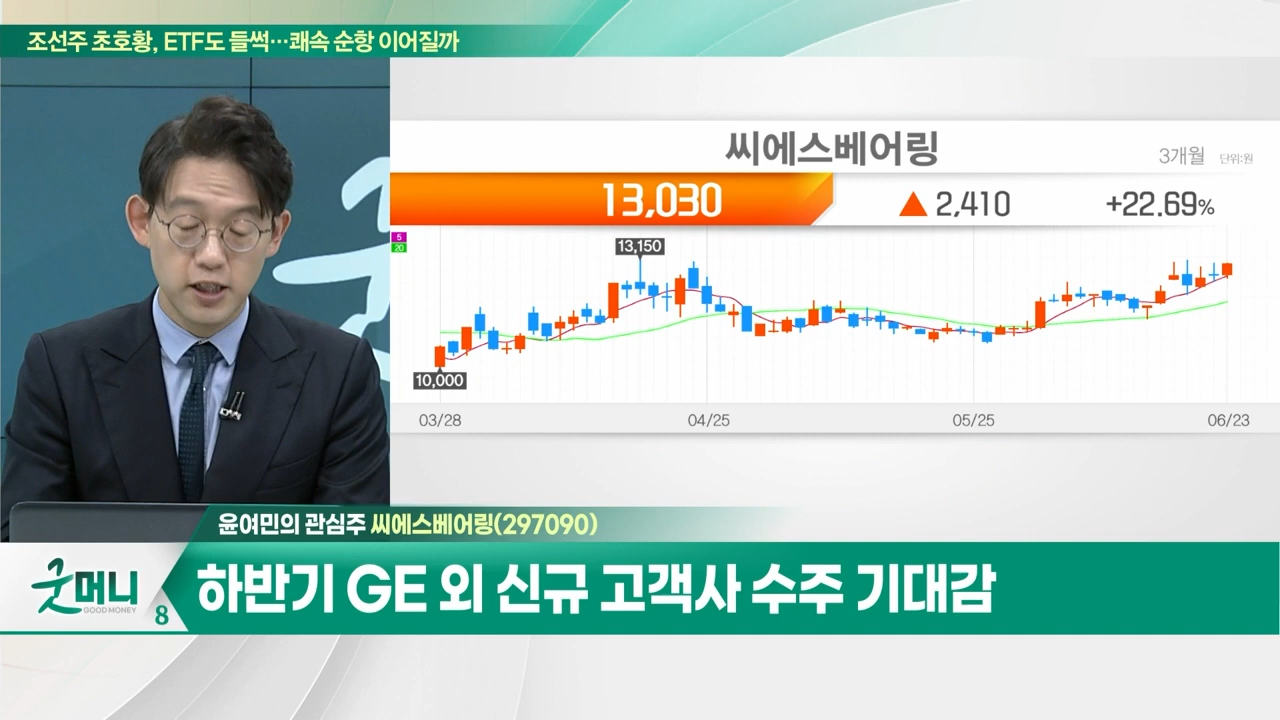 조선주 초호황, ETF도 들썩…쾌속 순항 이어질까
씨에스베어링
3개월 단위:원
13,030 ▲ 2,410 +22.69%
5
20
13,150
10,000
03/28 04/25 05/25 06/23
윤여민의 관심주 씨에스베어링(297090)
굿머니
GOOD MONEY
8
하반기 GE 외 신규 고객사 수주 기대감